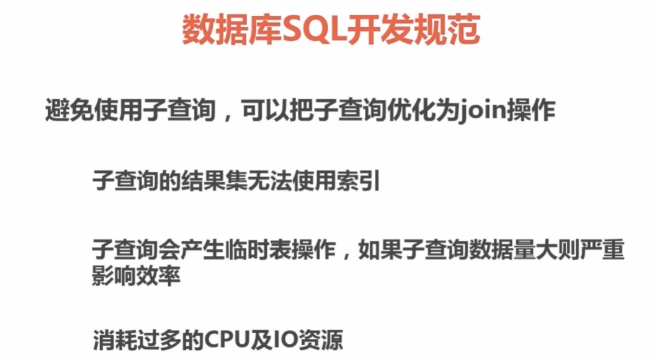 数据库SQL开发规范
避免使用子查询，可以把子查询优化为join操作
子查询的结果集无法使用索引
子查询会产生临时表操作，如果子查询数据量大则严重
影响效率
消耗过多的CPU及IO资源